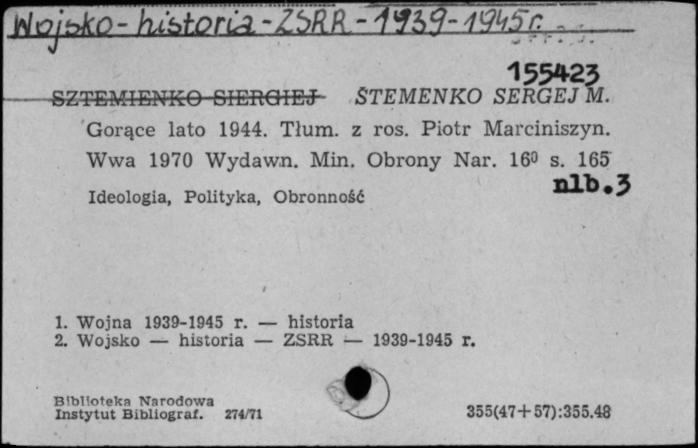 Wojsko - historia - ZSRR - 1939-1945 r.
155423
SZTEMIENKO SIERGIEJ ŠTEMENKO SERGEJ M.
Gorące lato 1944. Tłum. z ros. Piotr Marciniszyn.
Wwa 1970 Wydawn. Min. Obrony Nar. 16⁰ s. 165
nlb. 3
Ideologia, Polityka, Obronność
1. Wojna 1939-1945 r. — historia
2. Wojsko — historia — ZSRR — 1939-1945 r.
Biblioteka Narodowa
Instytut Bibliograf. 274/71
355(47+57):355.48